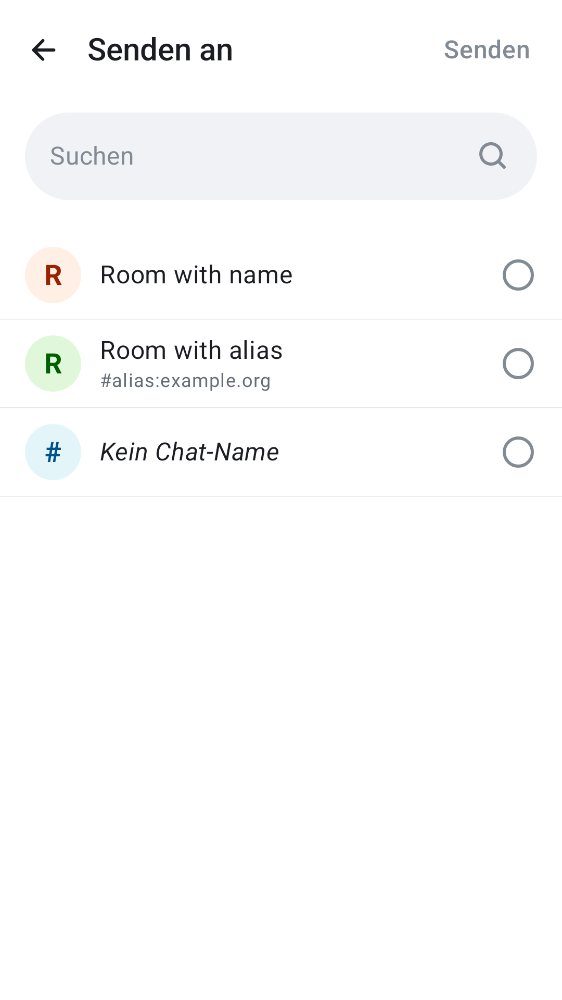 Senden an
Senden
Suchen
R
Room with name
R
Room with alias
#alias:example.org
#
Kein Chat-Name